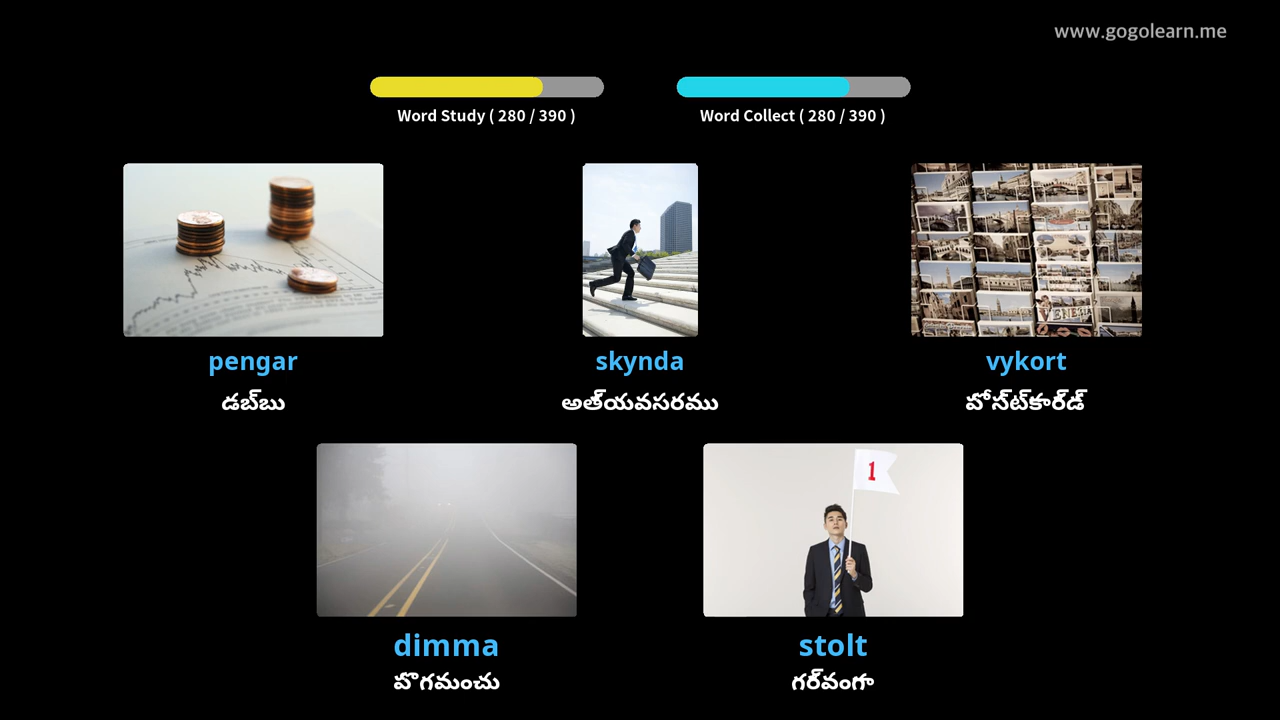 www.gogolearn.me
Word Study ( 280 / 390 )
Word Collect ( 280 / 390 )
pengar
skynda
vykort
డబ్బు
అత్యవసరము
పోస్ట్‌కార్డ్
1
dimma
stolt
పొగమంచు
గర్వంగా